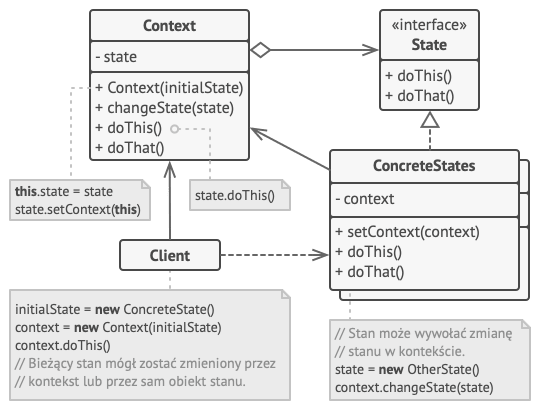 Context
- state
+ Context(initialState)
+ changeState(state)
+ doThis()
+ doThat()
«interface»
State
+ doThis()
+ doThat()
this.state = state
state.setContext(this)
state.doThis()
ConcreteStates
- context
+ setContext(context)
+ doThis()
+ doThat()
Client
initialState = new ConcreteState()
context = new Context(initialState)
context.doThis()
// Bieżący stan mógł zostać zmieniony przez
// kontekst lub przez sam obiekt stanu.
// Stan może wywołać zmianę
// stanu w kontekście.
state = new OtherState()
context.changeState(state)